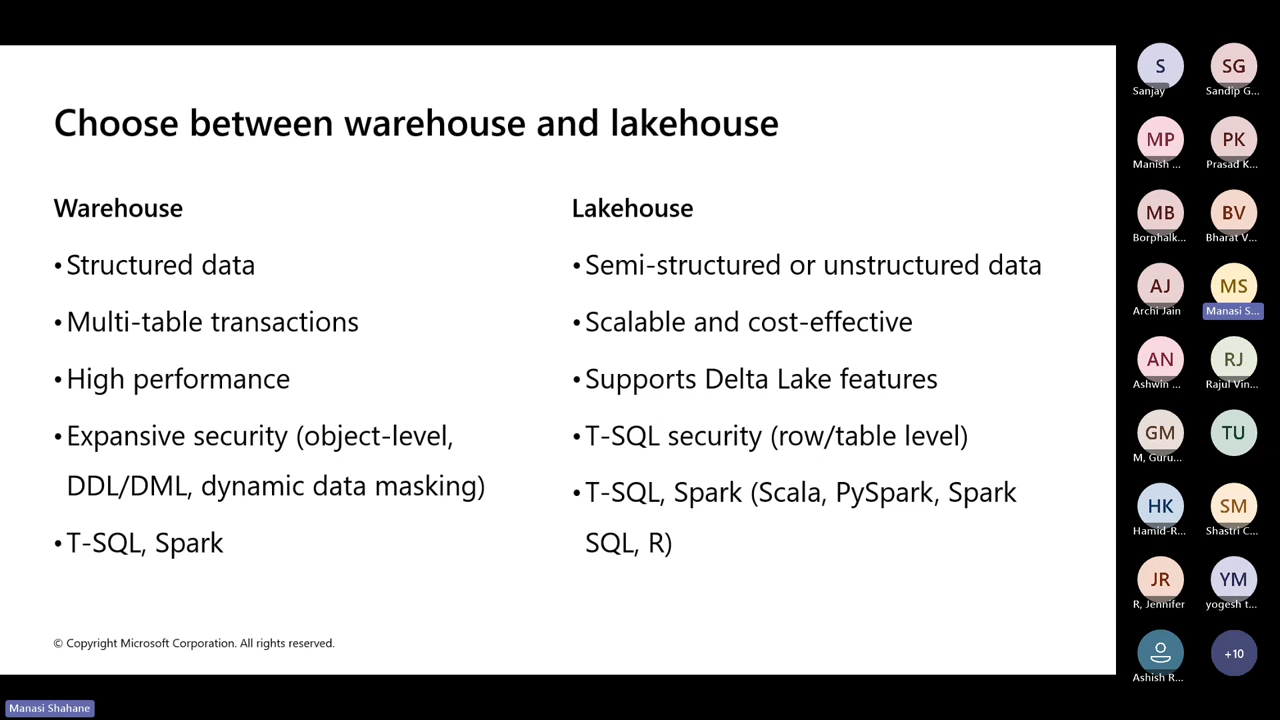 Choose between warehouse and lakehouse
Warehouse
•Structured data
•Multi-table transactions
•High performance
•Expansive security (object-level,
DDL/DML, dynamic data masking)
•T-SQL, Spark
Lakehouse
•Semi-structured or unstructured data
•Scalable and cost-effective
•Supports Delta Lake features
•T-SQL security (row/table level)
•T-SQL, Spark (Scala, PySpark, Spark
SQL, R)
© Copyright Microsoft Corporation. All rights reserved.
S
Sanjay
SG
Sandip G...
MP
Manish ...
PK
Prasad K...
MB
Borphalk...
BV
Bharat V...
AJ
Archi Jain
MS
Manasi S...
AN
Ashwin ...
RJ
Rajul Vin...
GM
M, Guru...
TU
HK
Hamid-R...
SM
Shastri C...
JR
R, Jennifer
YM
yogesh t...
Ashish R...
+10
Manasi Shahane